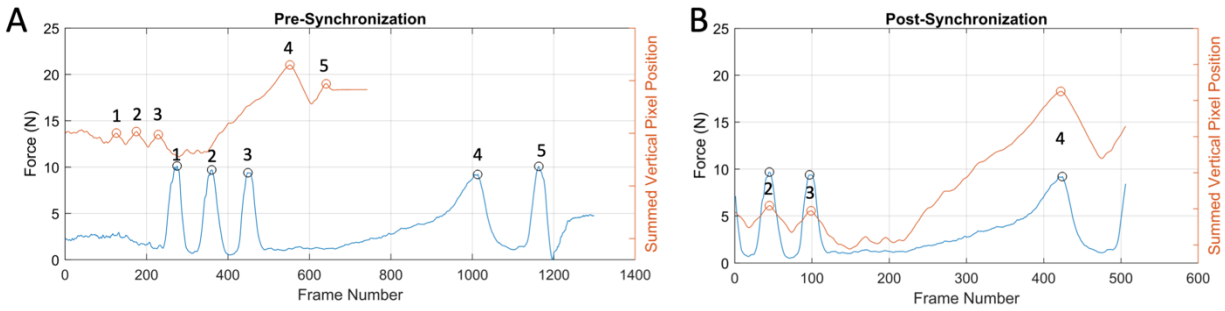 A
Pre-Synchronization
25
20
15
10
5
0
Force (N)
1 2 3 4 5
1 2 3 4 5
0 200 400 600 800 1000 1200 1400
Frame Number
Summed Vertical Pixel Position
B
Post-Synchronization
25
20
15
10
5
0
Force (N)
2 3 4
0 100 200 300 400 500 600
Frame Number
Summed Vertical Pixel Position